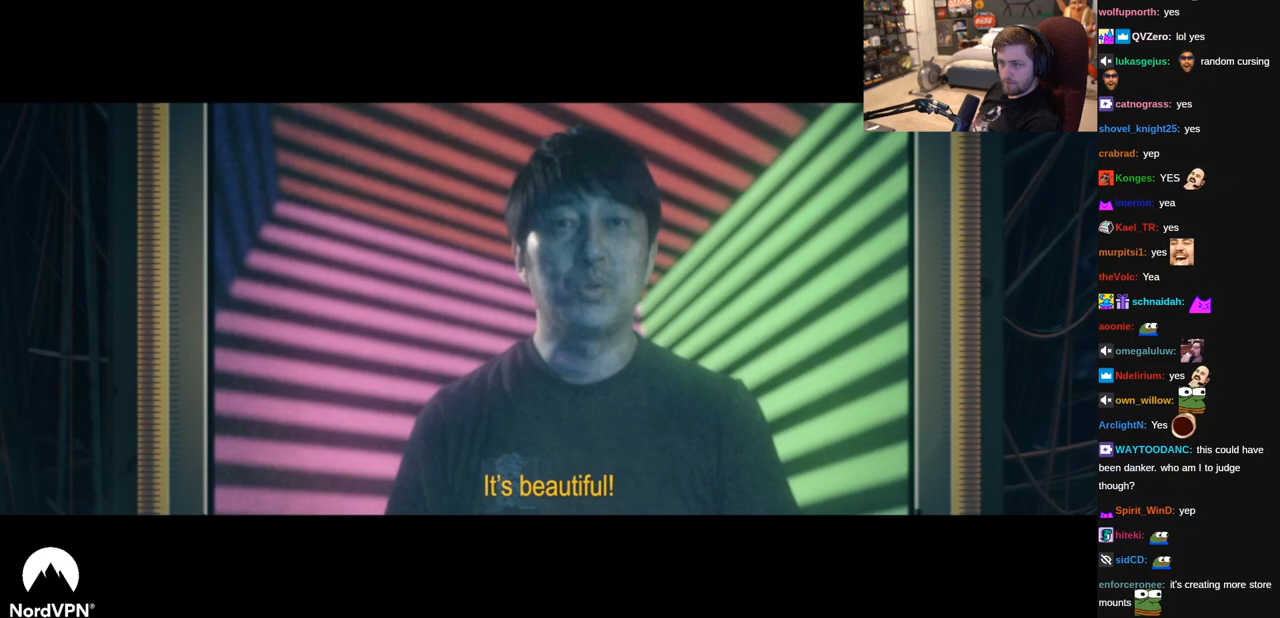 wolfupnorth: yes
QVZero: lol yes
lukasgejus: random cursing
catnograss: yes
shovel_knight25: yes
crabrad: yep
Konges: YES
imerion: yea
Kael_TR: yes
murpitsi1: yes
theVolc: Yea
schnaidah:
aoonie:
omegaluluw:
Ndelirium: yes
own_willow:
ArclightN: Yes
WAYTOODANC: this could have
been danker. who am I to judge
though?
Spirit_WinD: yep
hiteki:
sidCD:
enforceronee: it's creating more store
mounts
It's beautiful!
NordVPN®